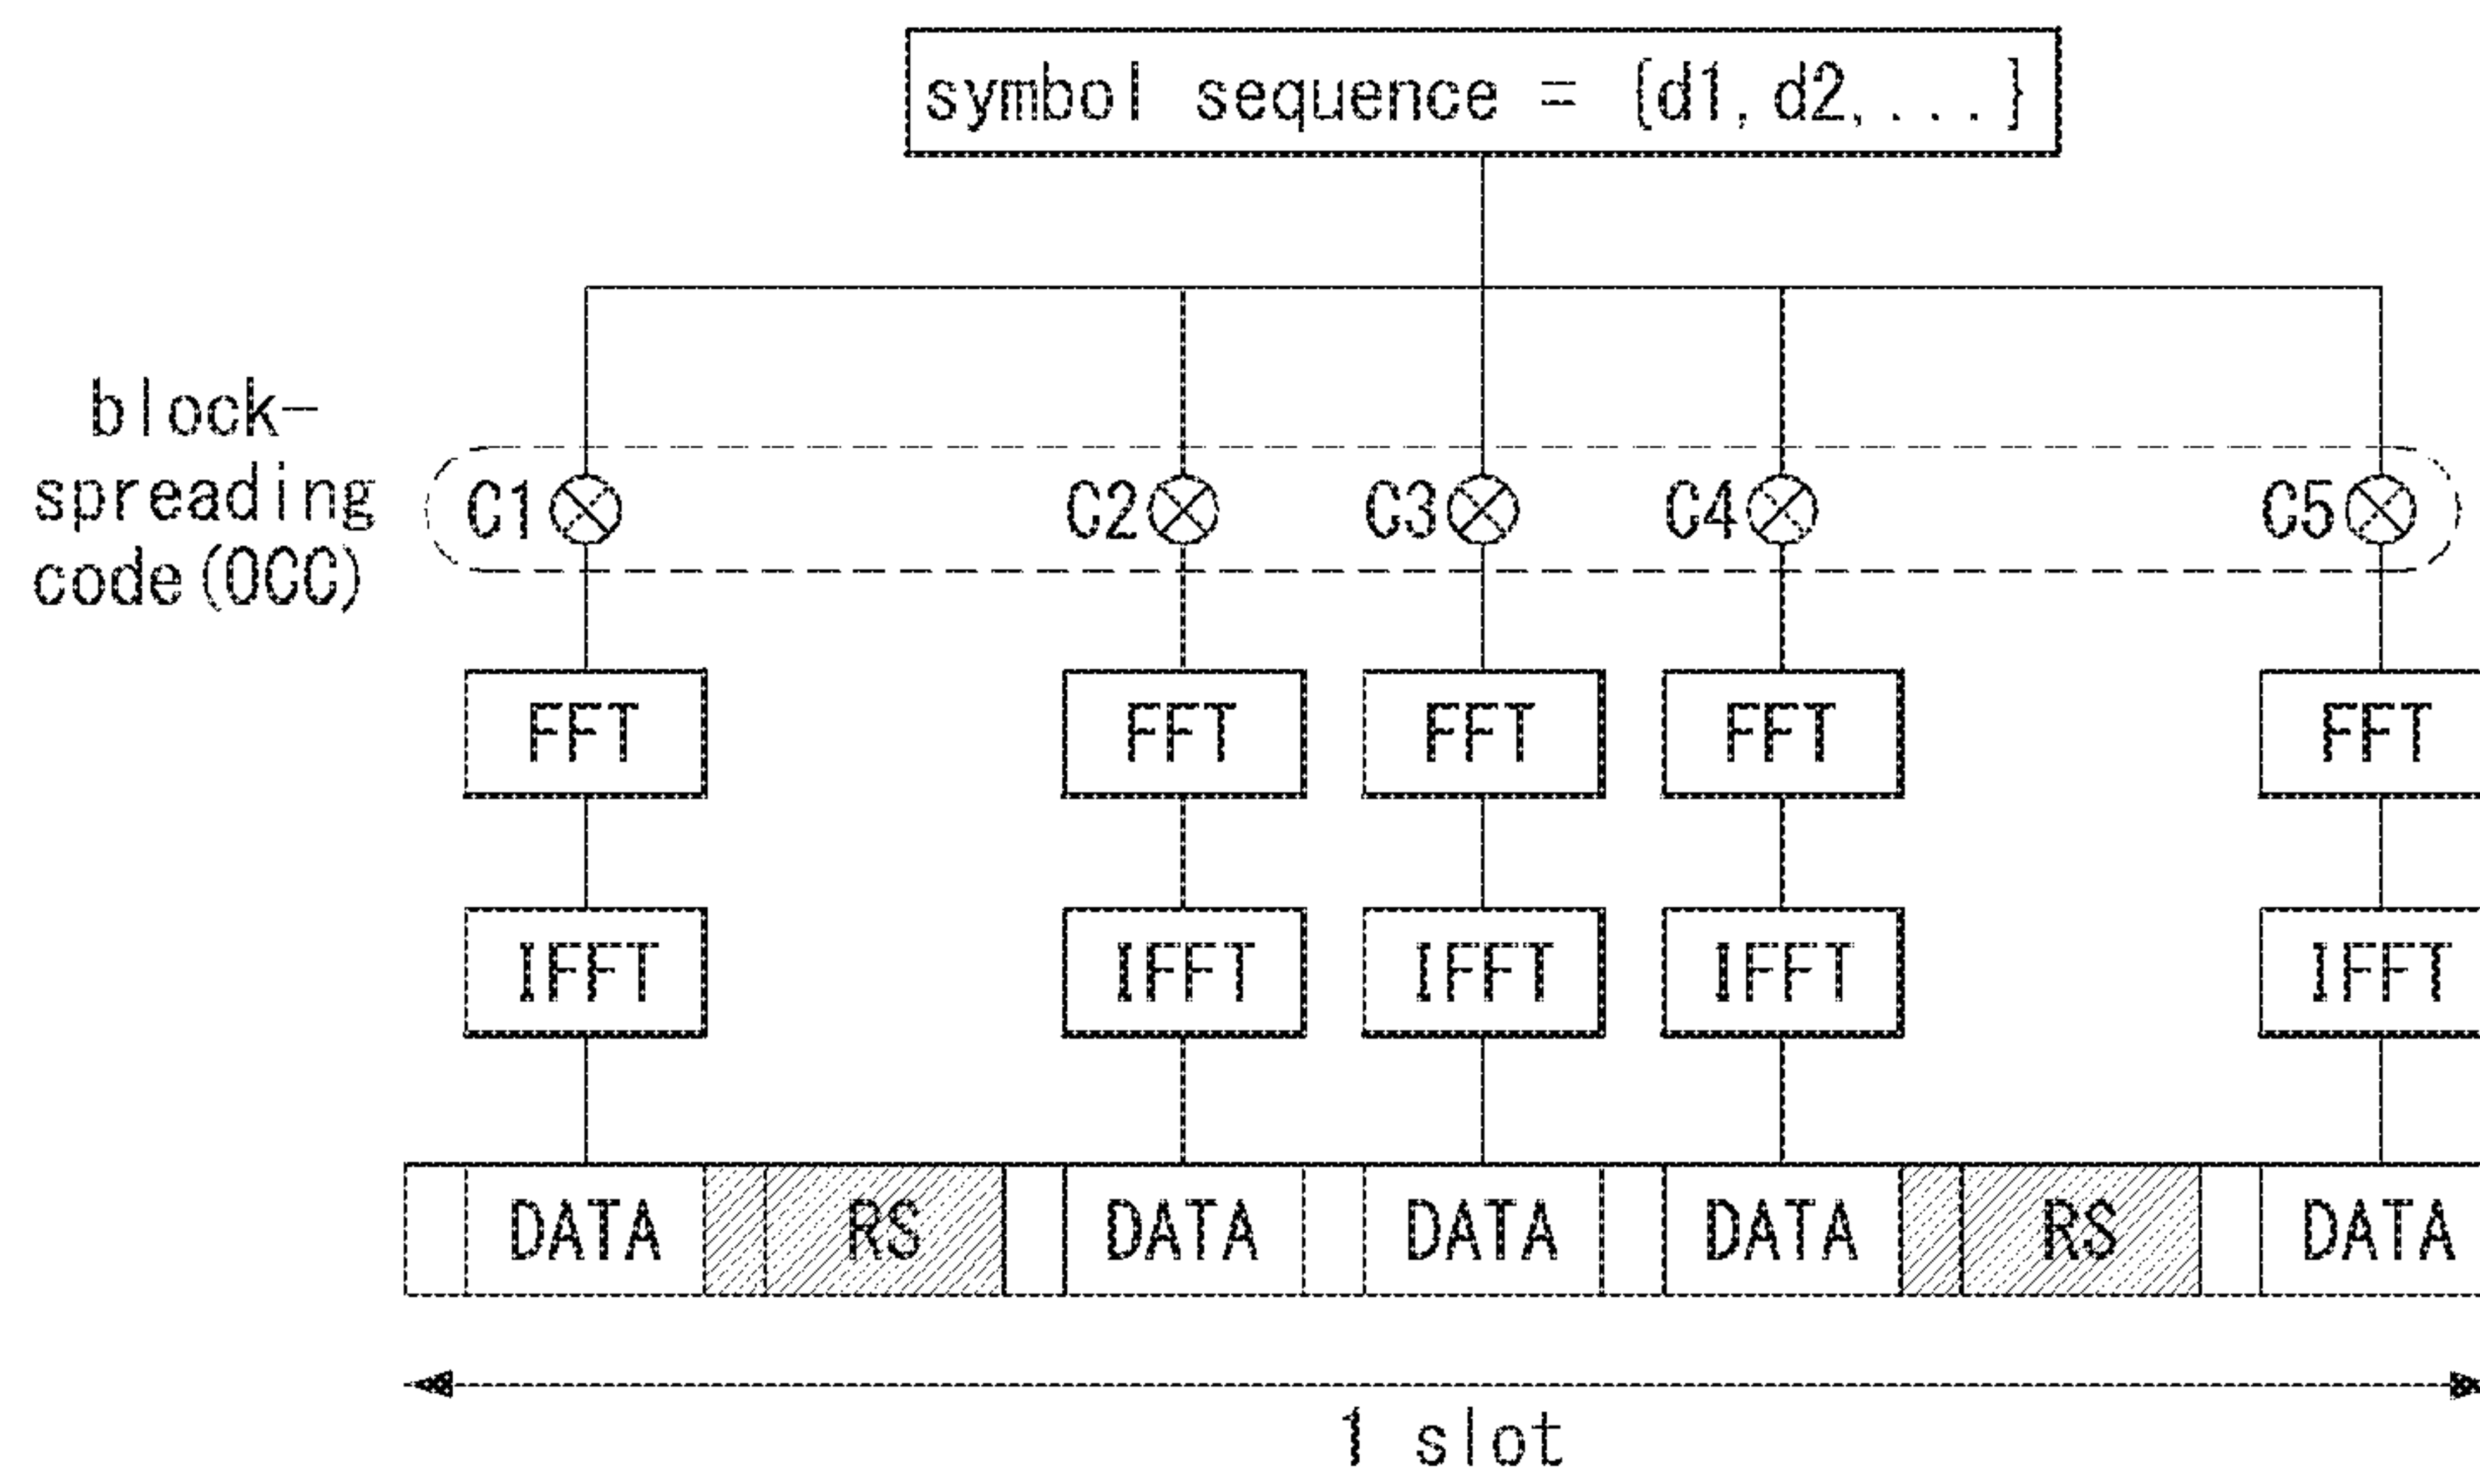 symbol sequence = {d1, d2, ...}
block-
spreading
code(OCC)
C1 C2 C3 C4 C5
FFT FFT FFT FFT FFT
IFFT IFFT IFFT IFFT IFFT
DATA RS DATA DATA DATA RS DATA
1 slot